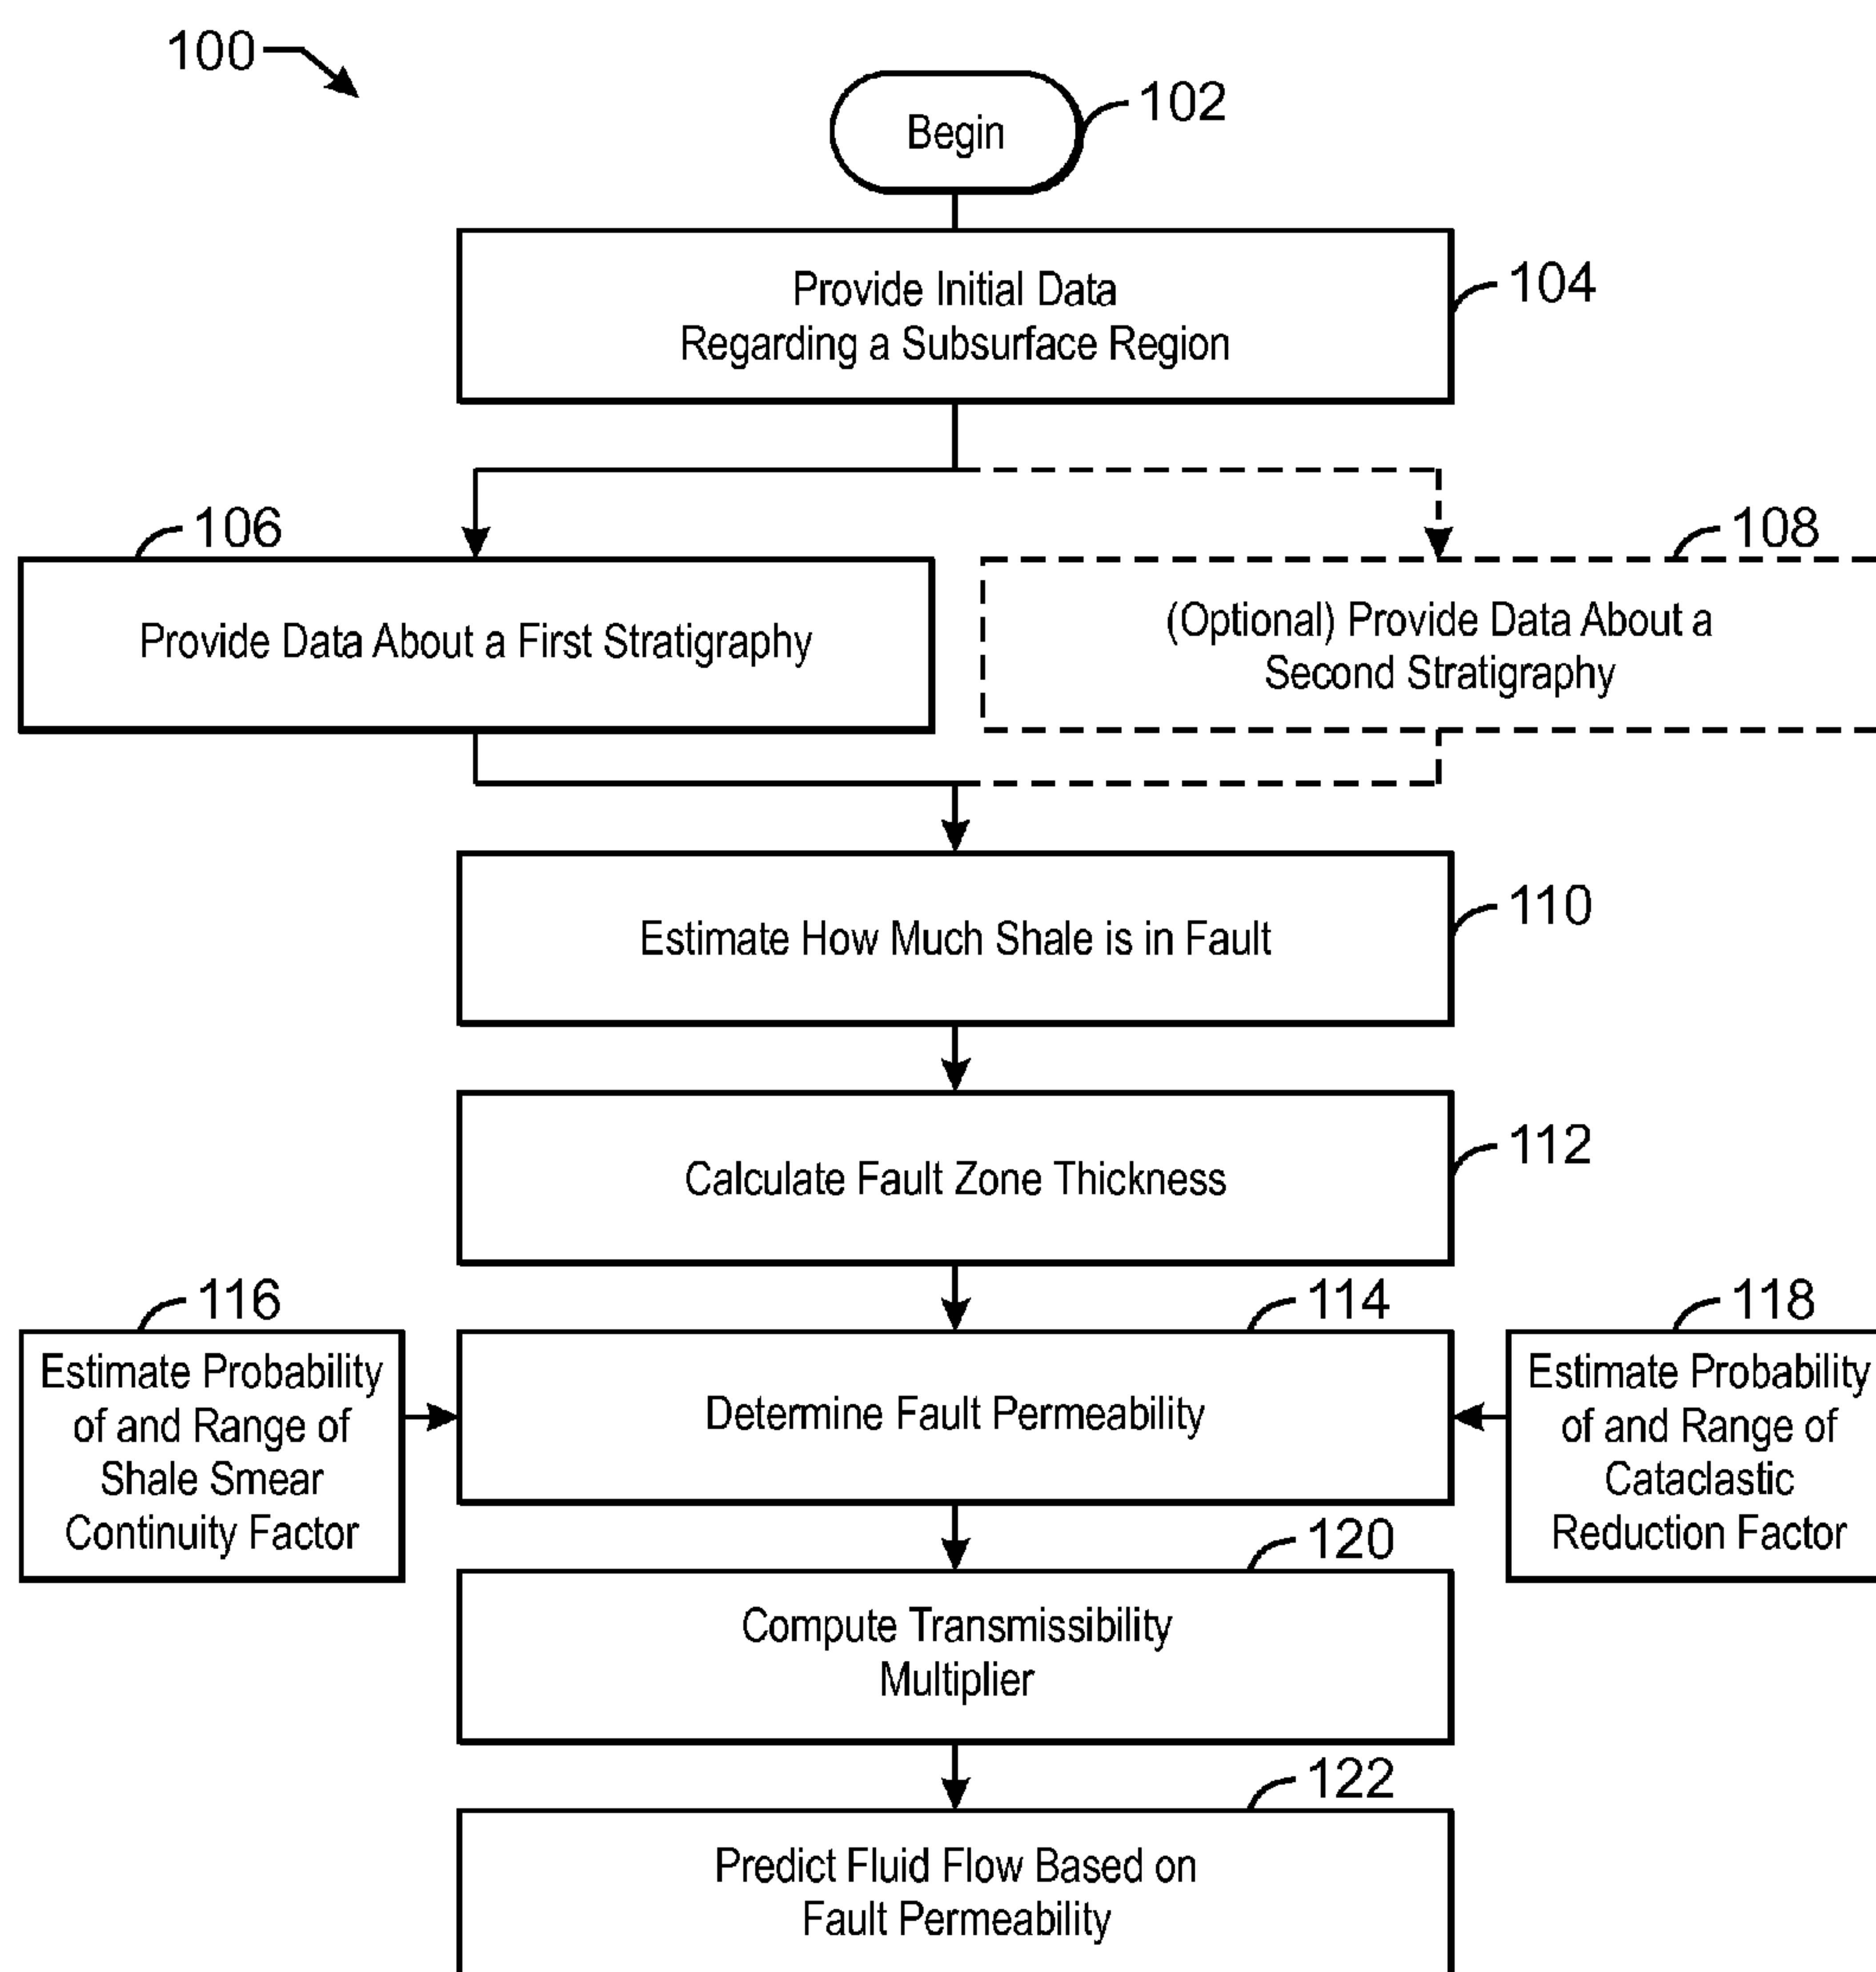 100
Begin
102
Provide Initial Data
Regarding a Subsurface Region
104
106
Provide Data About a First Stratigraphy
108
(Optional) Provide Data About a
Second Stratigraphy
Estimate How Much Shale is in Fault
110
Calculate Fault Zone Thickness
112
116
Estimate Probability
of and Range of
Shale Smear
Continuity Factor
114
Determine Fault Permeability
118
Estimate Probability
of and Range of
Cataclastic
Reduction Factor
120
Compute Transmissibility
Multiplier
122
Predict Fluid Flow Based on
Fault Permeability